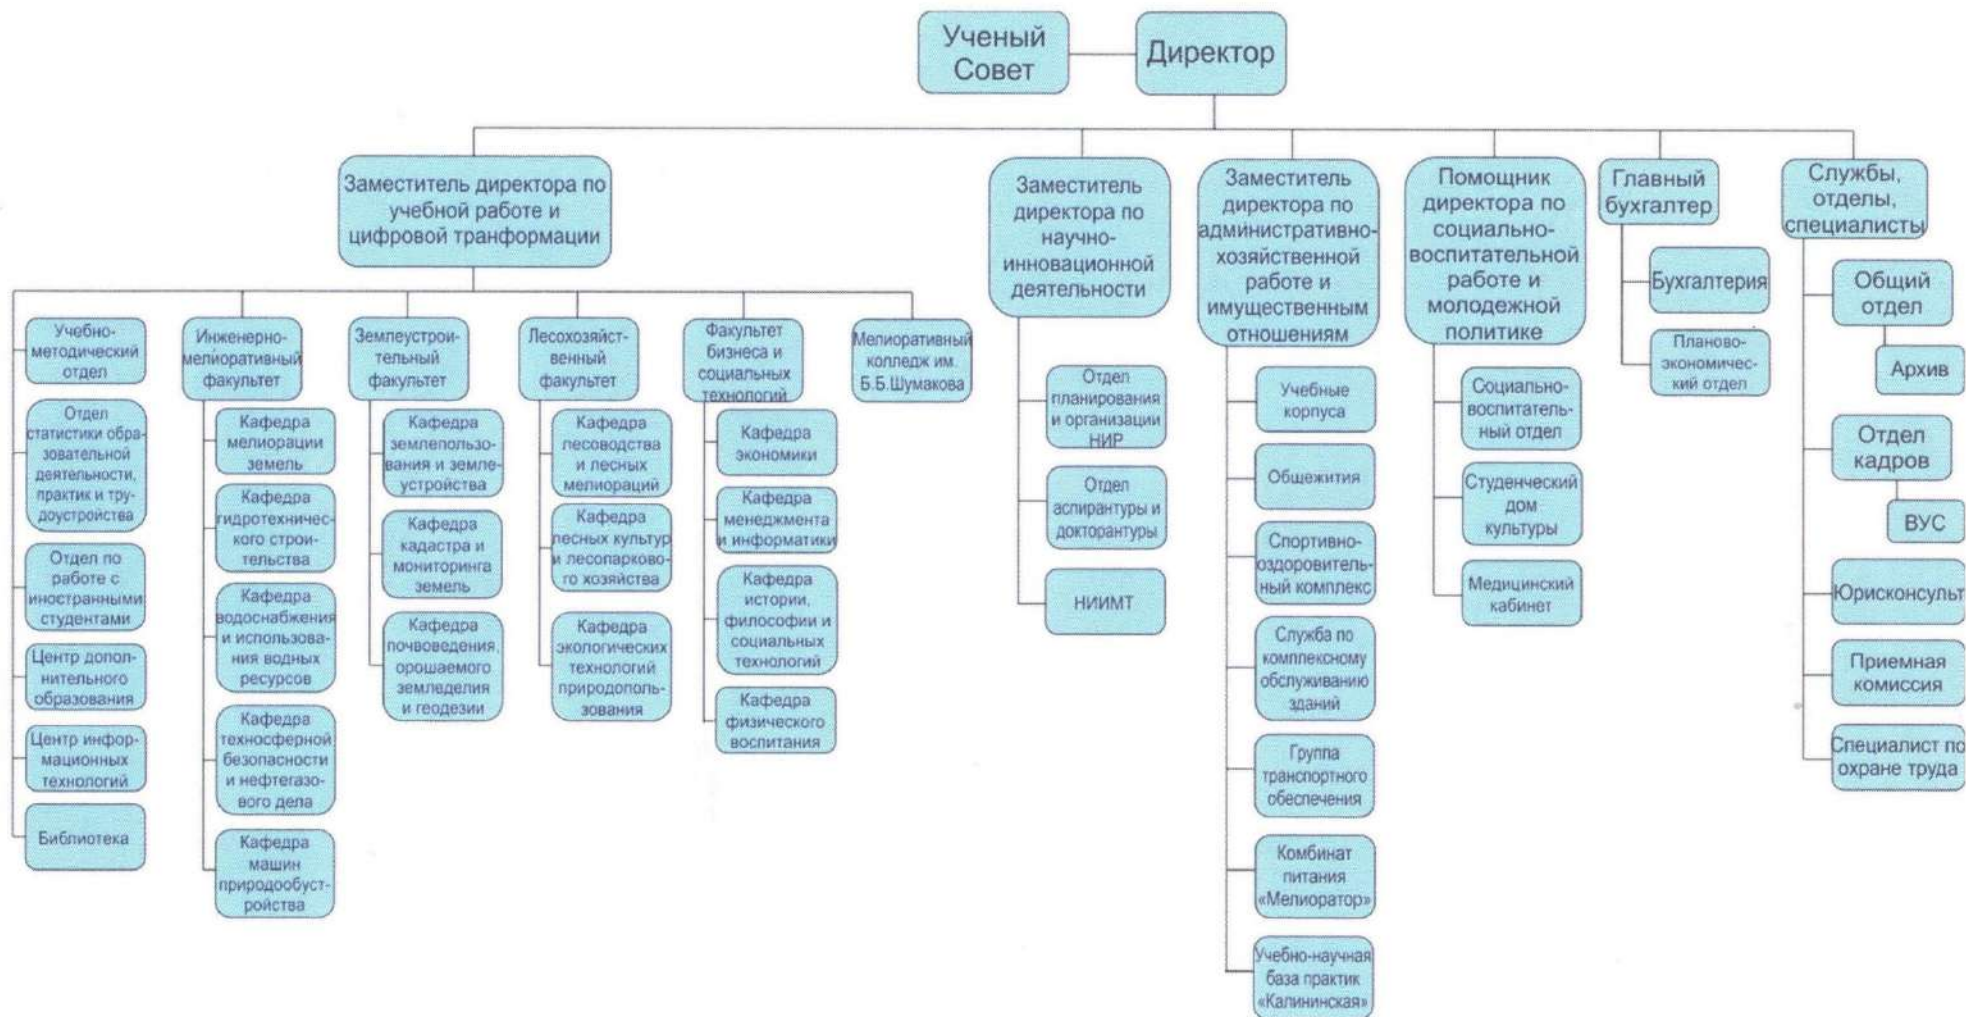 Ученый
Совет
Директор
Заместитель директора по
учебной работе и
цифровой транформации
Заместитель
директора по
научно-
инновационной
деятельности
Заместитель
директора по
административно-
хозяйственной
работе и
имущественным
отношениям
Помощник
директора по
социально-
воспитательной
работе и
молодежной
политике
Главный
бухгалтер
Службы,
отделы,
специалисты
Учебно-
методический
отдел
Отдел
статистики обра-
зовательной
деятельности,
практик и тру-
доустройства
Отдел по
работе с
иностранными
студентами
Центр допол-
нительного
образования
Центр инфор-
мационных
технологий
Библиотека
Инженерно-
мелиоративный
факультет
Кафедра
мелиорации
земель
Кафедра
гидротехничес-
кого строи-
тельства
Кафедра
водоснабжения
и использова-
ния водных
ресурсов
Кафедра
техносферной
безопасности
и нефтегазо-
вого дела
Кафедра
машин
природообуст-
ройства
Землеустрои-
тельный
факультет
Кафедра
землепользо-
вания и земле-
устройства
Кафедра
кадастра и
мониторинга
земель
Кафедра
почвоведения,
орошаемого
земледелия
и геодезии
Лесохозяйст-
венный
факультет
Кафедра
лесоводства
и лесных
мелиораций
Кафедра
лесных культур
и лесопарково-
го хозяйства
Кафедра
экологических
технологий
природополь-
зования
Факультет
бизнеса и
социальных
технологий
Кафедра
экономики
Кафедра
менеджмента
и информатики
Кафедра
истории,
философии и
социальных
технологий
Кафедра
физического
воспитания
Мелиоративный
колледж им.
Б.Б.Шумакова
Отдел
планирования
и организации
НИР
Отдел
аспирантуры и
докторантуры
НИИМТ
Учебные
корпуса
Общежития
Спортивно-
оздоровитель-
ный комплекс
Служба по
комплексному
обслуживанию
зданий
Группа
транспортного
обеспечения
Комбинат
питания
«Мелиоратор»
Учебно-научная
база практик
«Калининская»
Социально-
воспитатель-
ный отдел
Студенческий
дом
культуры
Медицинский
кабинет
Бухгалтерия
Планово-
экономичес-
кий отдел
Общий
отдел
Архив
Отдел
кадров
ВУС
Юрисконсульт
Приемная
комиссия
Специалист по
охране труда